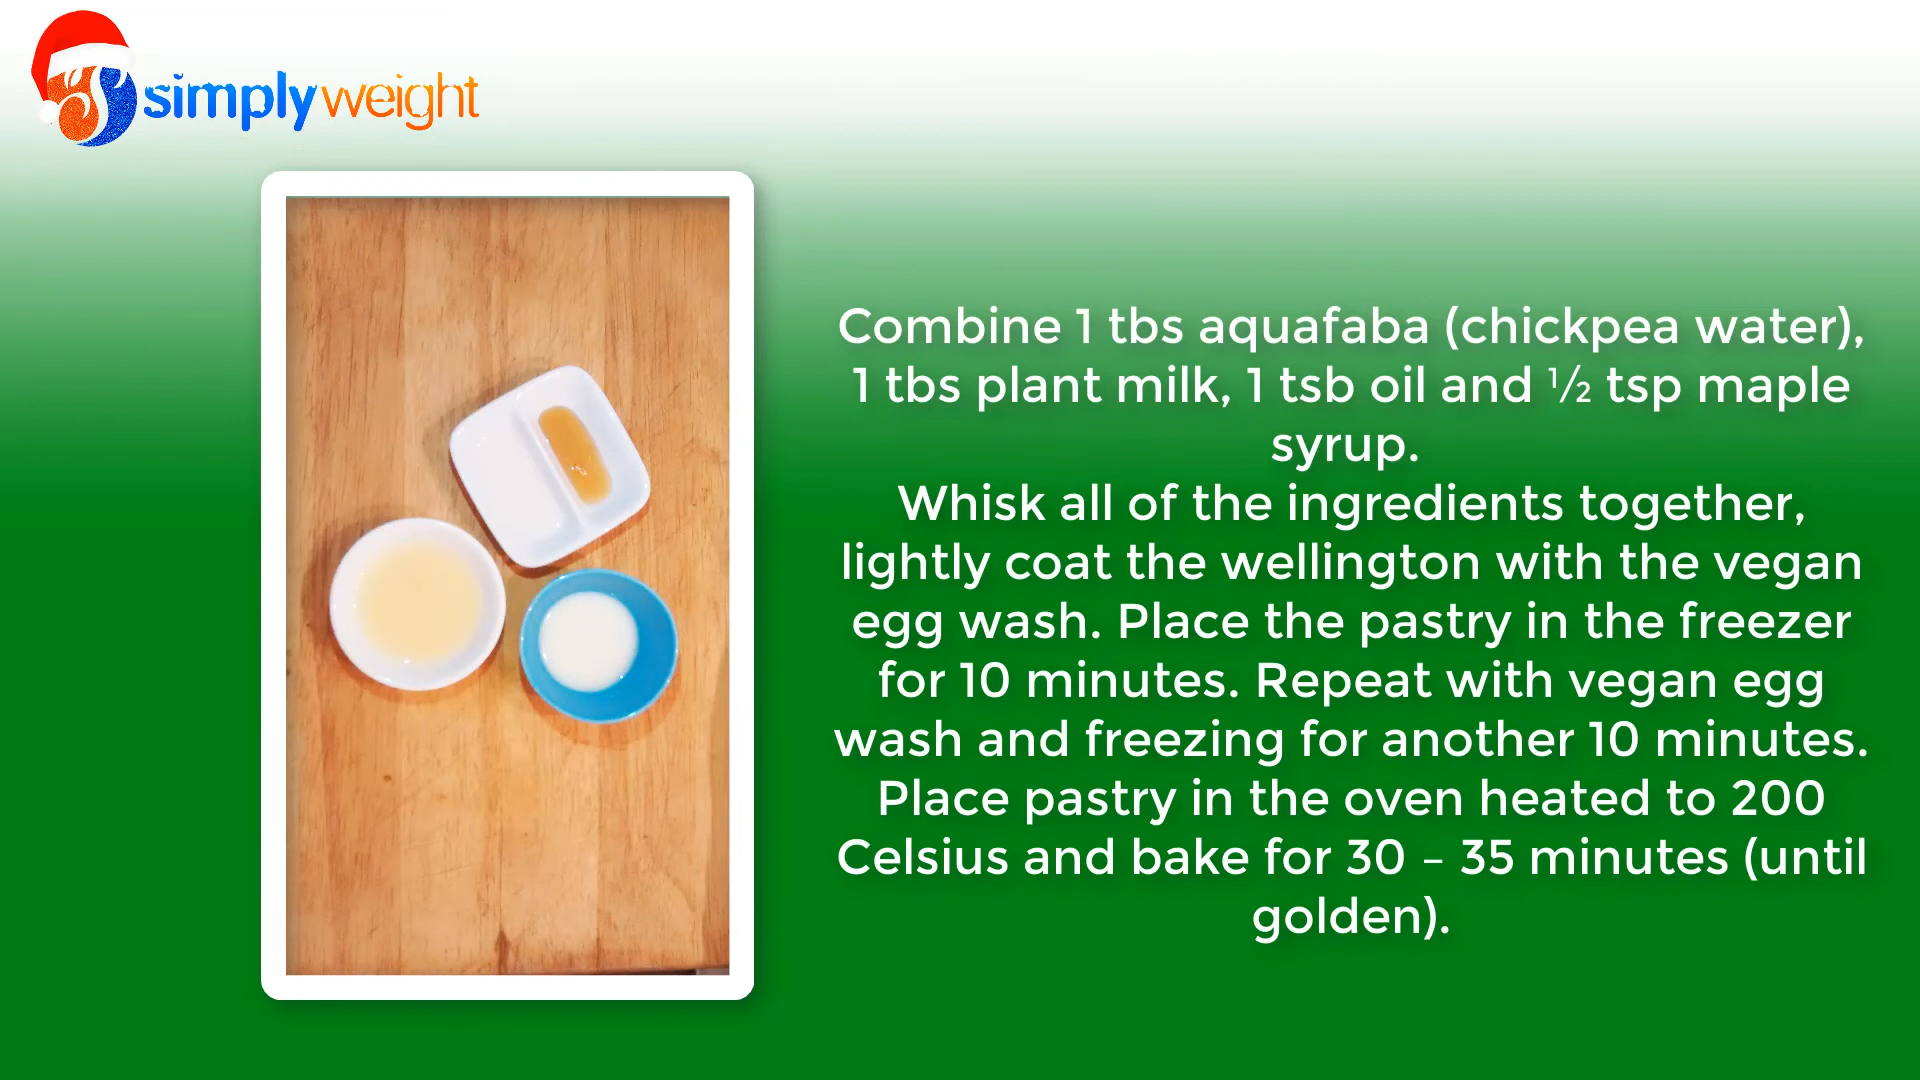 simplyweight
Combine 1 tbs aquafaba (chickpea water),
1 tbs plant milk, 1 tsb oil and ½ tsp maple
syrup.
Whisk all of the ingredients together,
lightly coat the wellington with the vegan
egg wash. Place the pastry in the freezer
for 10 minutes. Repeat with vegan egg
wash and freezing for another 10 minutes.
Place pastry in the oven heated to 200
Celsius and bake for 30 – 35 minutes (until
golden).